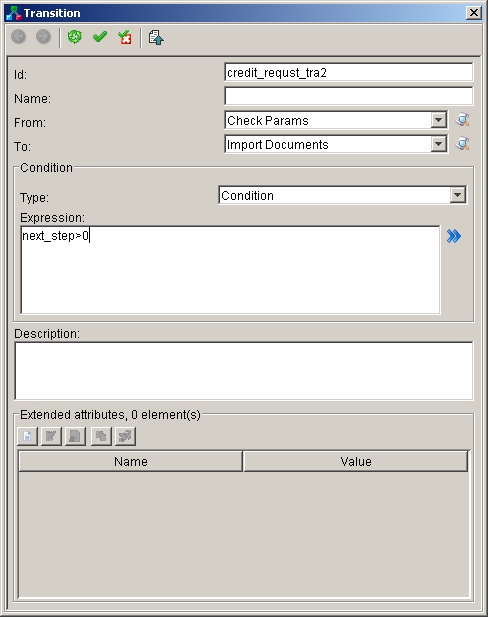 Transition
Id: credit_requst_tra2
Name:
From: Check Params
To: Import Documents
Condition
Type: Condition
Expression:
next_step>0
Description:
Extended attributes, 0 element(s)
Name Value